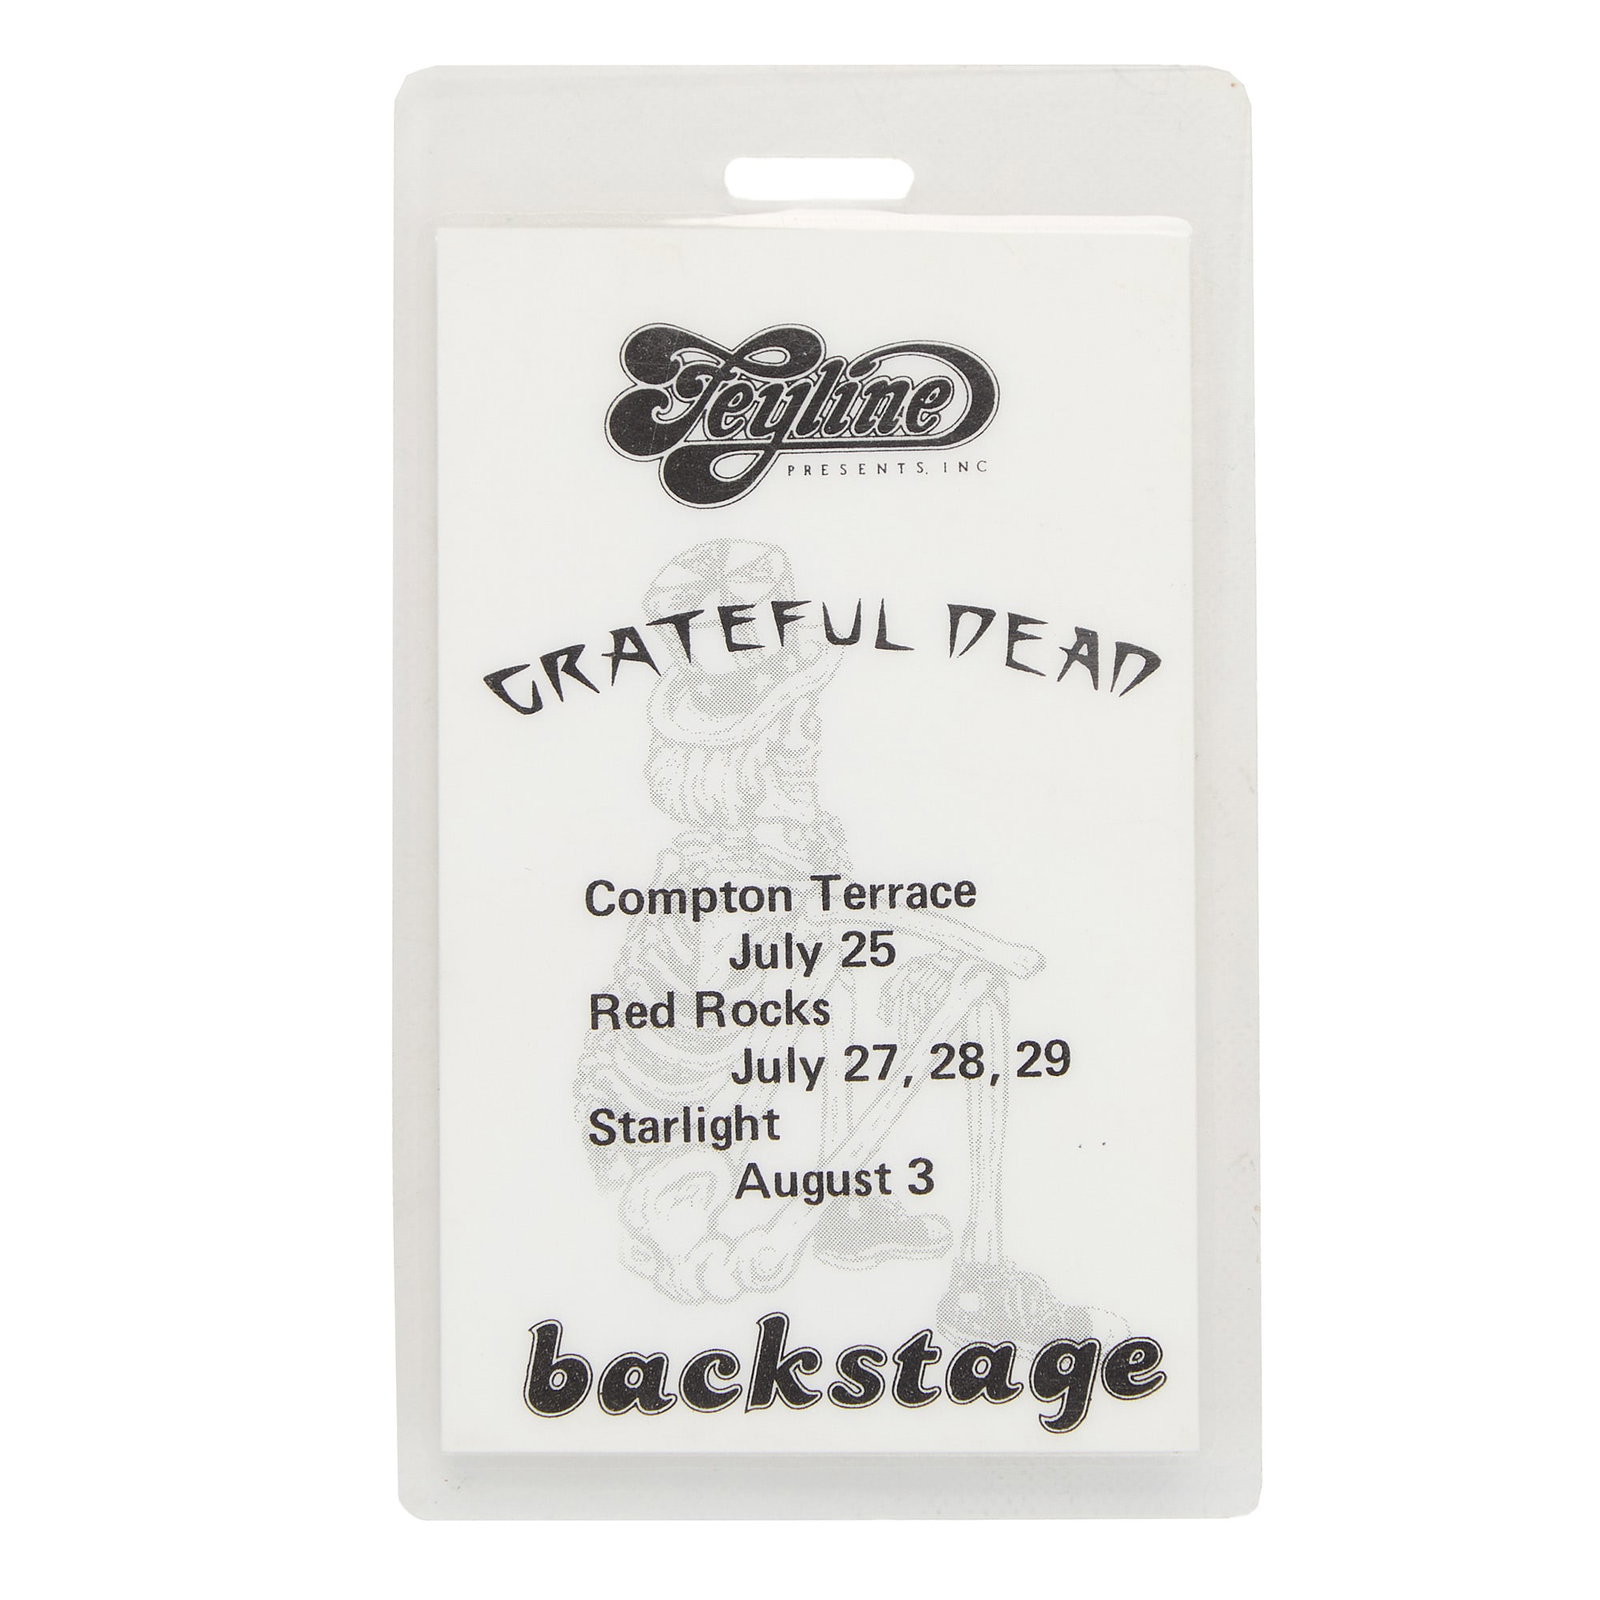 Feyline
PRESENTS, INC
GRATEFUL DEAD
Compton Terrace
July 25
Red Rocks
July 27, 28, 29
Starlight
August 3
backstage